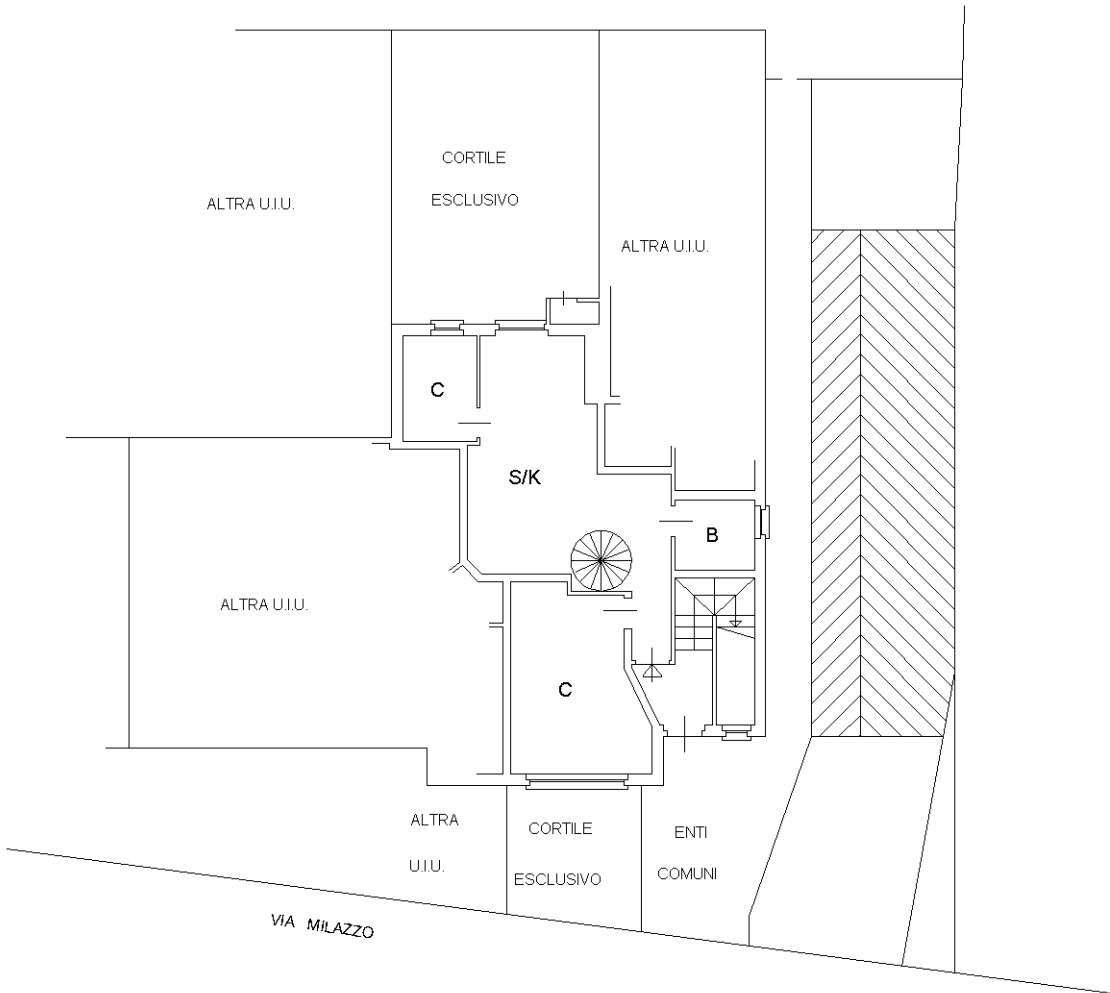 CORTILE
ESCLUSIVO
ALTRA U.I.U.
ALTRA U.I.U.
C
S/K
B
ALTRA U.I.U.
C
ALTRA
U.I.U.
CORTILE
ESCLUSIVO
ENTI
COMUNI
VIA MILAZZO